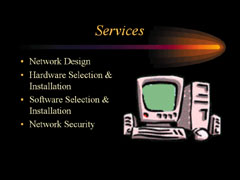 Services
• Network Design
• Hardware Selection &
Installation
• Software Selection &
Installation
• Network Security